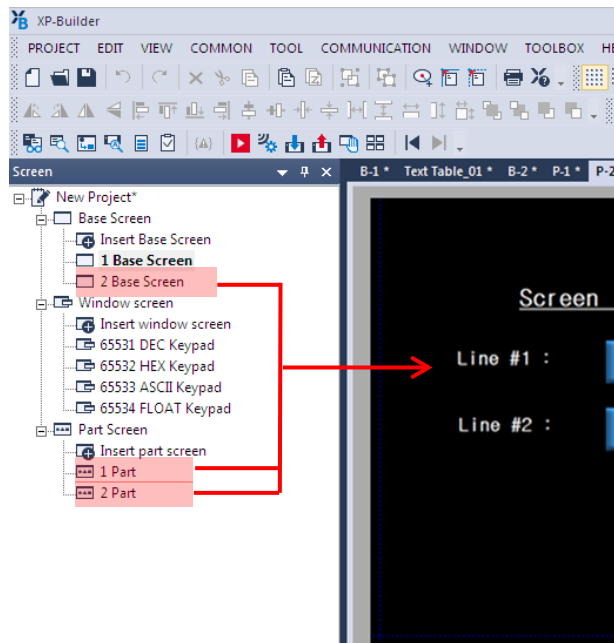 XP-Builder
PROJECT EDIT VIEW COMMON TOOL COMMUNICATION WINDOW TOOLBOX HE
Screen
B-1 * Text Table_01 * B-2 * P-1 * P-2
New Project*
Base Screen
Insert Base Screen
1 Base Screen
2 Base Screen
Window screen
Insert window screen
65531 DEC Keypad
65532 HEX Keypad
65533 ASCII Keypad
65534 FLOAT Keypad
Part Screen
Insert part screen
1 Part
2 Part
Screen
Line #1 :
Line #2 :